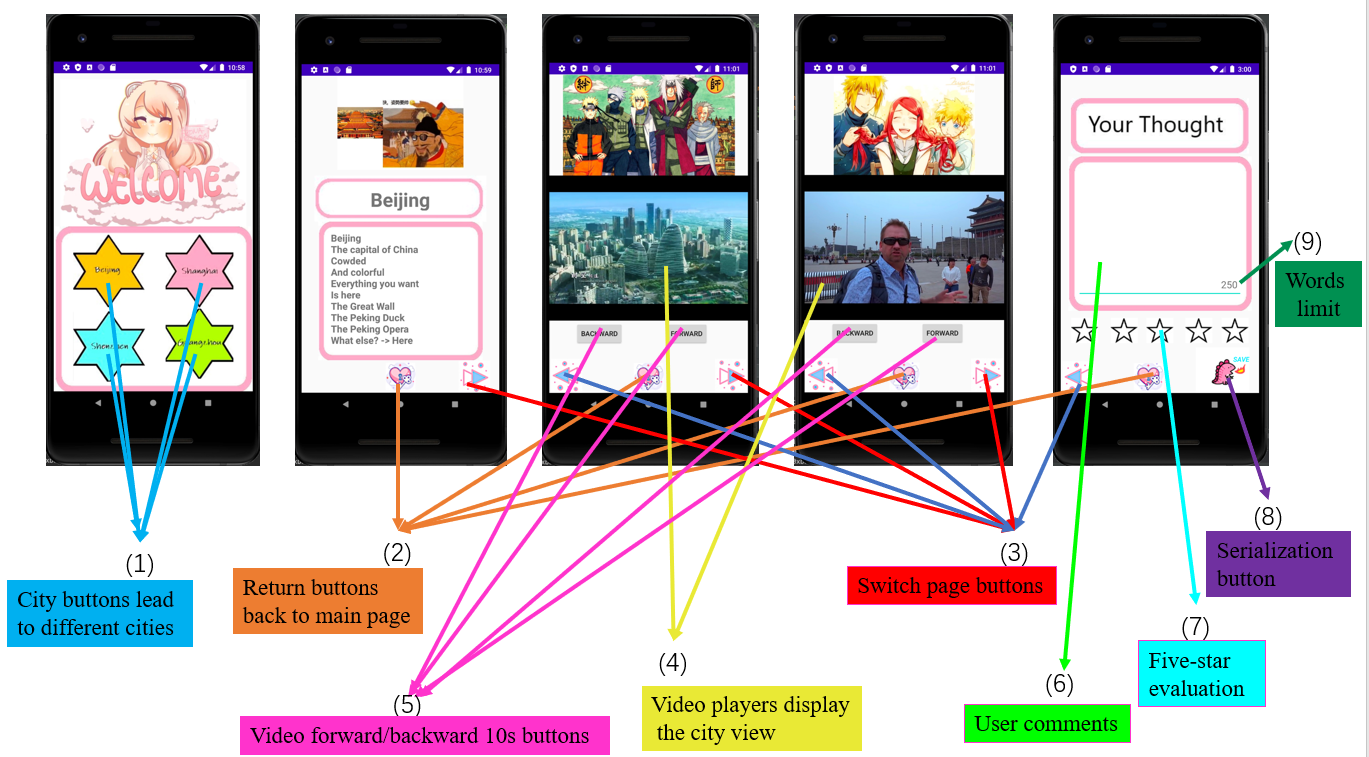 10:58
WELCOME
Beijing
Shanghai
Shenzhen
Guangzhou
10:59
Beijing
Beijing
The capital of China
Cowded
And colorful
Everything you want
Is here
The Great Wall
The Peking Duck
The Peking Opera
What else? -> Here
11:01
師
BACKWARD
FORWARD
11:01
BACKWARD
FORWARD
3:00
Your Thought
250
SAVE
(1)
City buttons lead
to different cities
(2)
Return buttons
back to main page
(3)
Switch page buttons
(4)
Video players display
the city view
(5)
Video forward/backward 10s buttons
(6)
User comments
(7)
Five-star
evaluation
(8)
Serialization
button
(9)
Words
limit